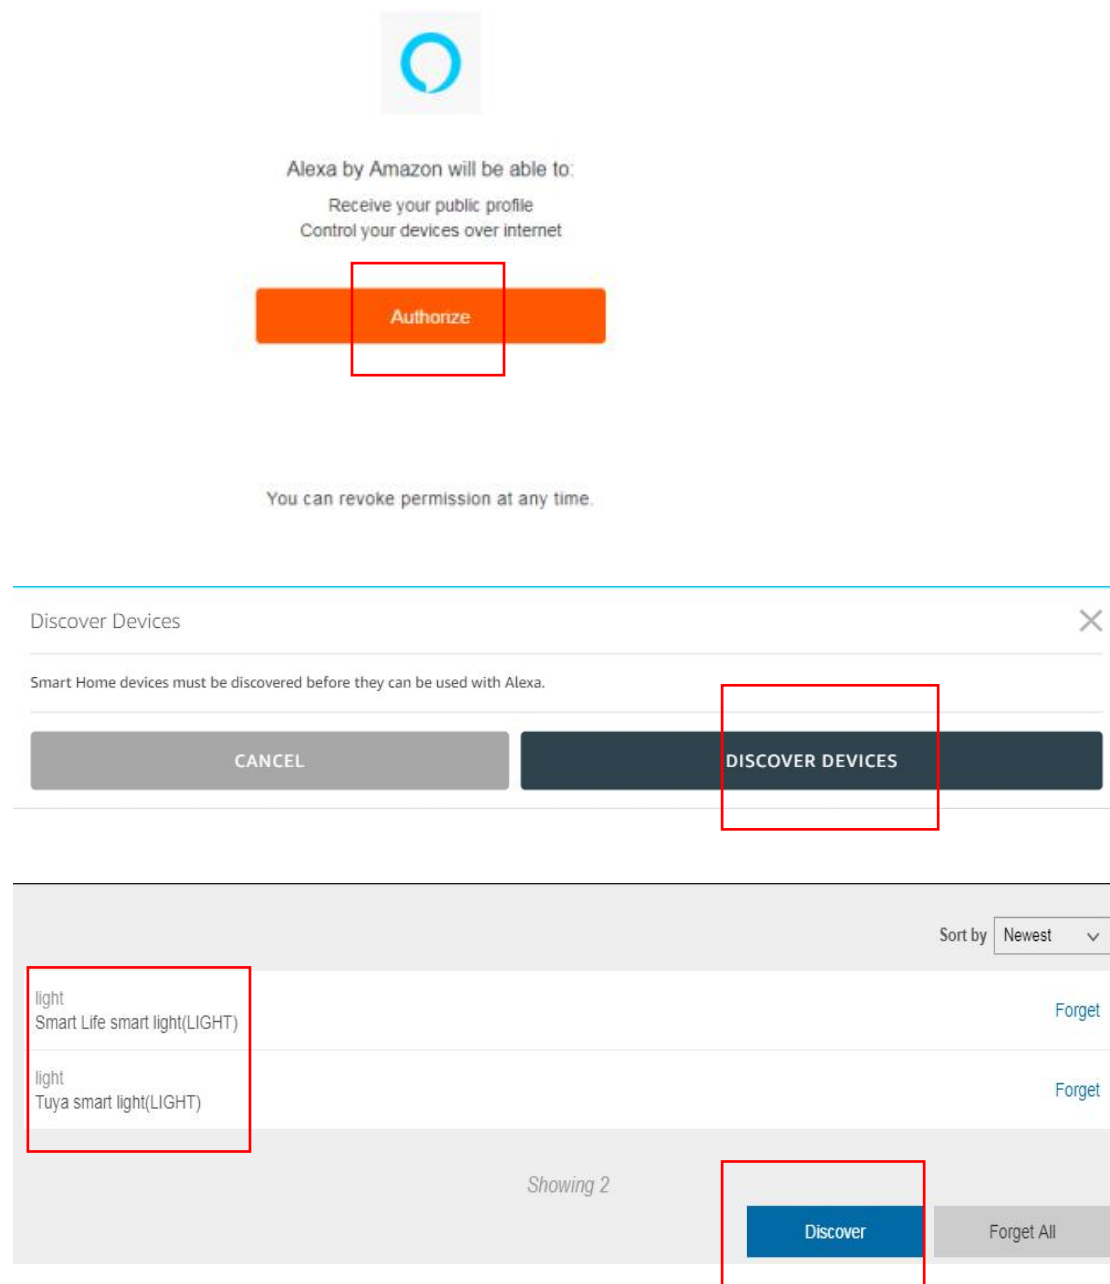 Alexa by Amazon will be able to:
Receive your public profile
Control your devices over internet
Authorize
You can revoke permission at any time.
Discover Devices
Smart Home devices must be discovered before they can be used with Alexa.
CANCEL
DISCOVER DEVICES
Sort by Newest
light
Smart Life smart light(LIGHT)
Forget
light
Tuya smart light(LIGHT)
Forget
Showing 2
Discover
Forget All